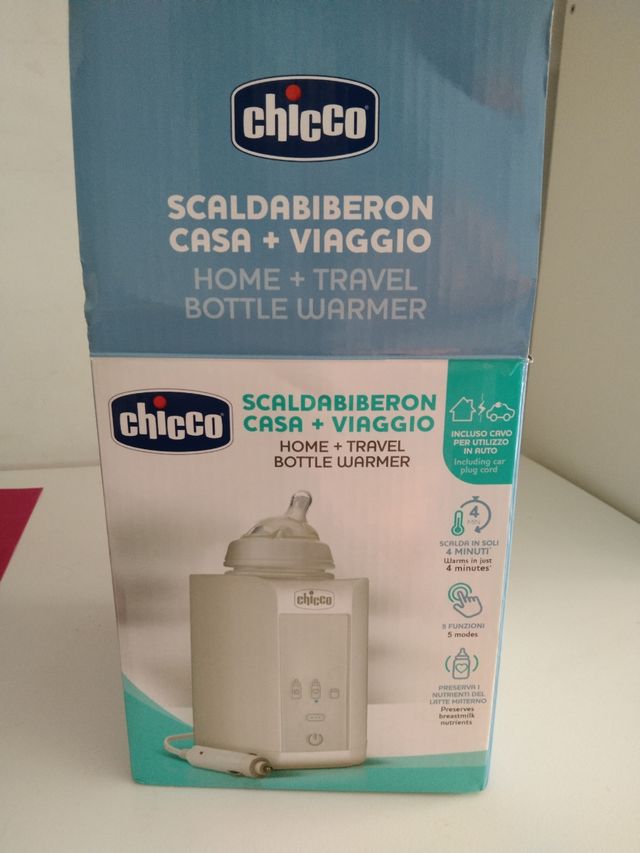 chicco
SCALDABIBERON
CASA + VIAGGIO
HOME + TRAVEL
BOTTLE WARMER
chicco
SCALDABIBERON
CASA + VIAGGIO
HOME + TRAVEL
BOTTLE WARMER
INCLUSO CAVO
PER UTILIZZO
IN AUTO
Including car
plug cord
4
MIN
SCALDA IN SOLI
4 MINUTI*
Warms in just
4 minutes*
5 FUNZIONI
5 modes
PRESERVA I
NUTRIENTI DEL
LATTE MATERNO
Preserves
breastmilk
nutrients
chicco